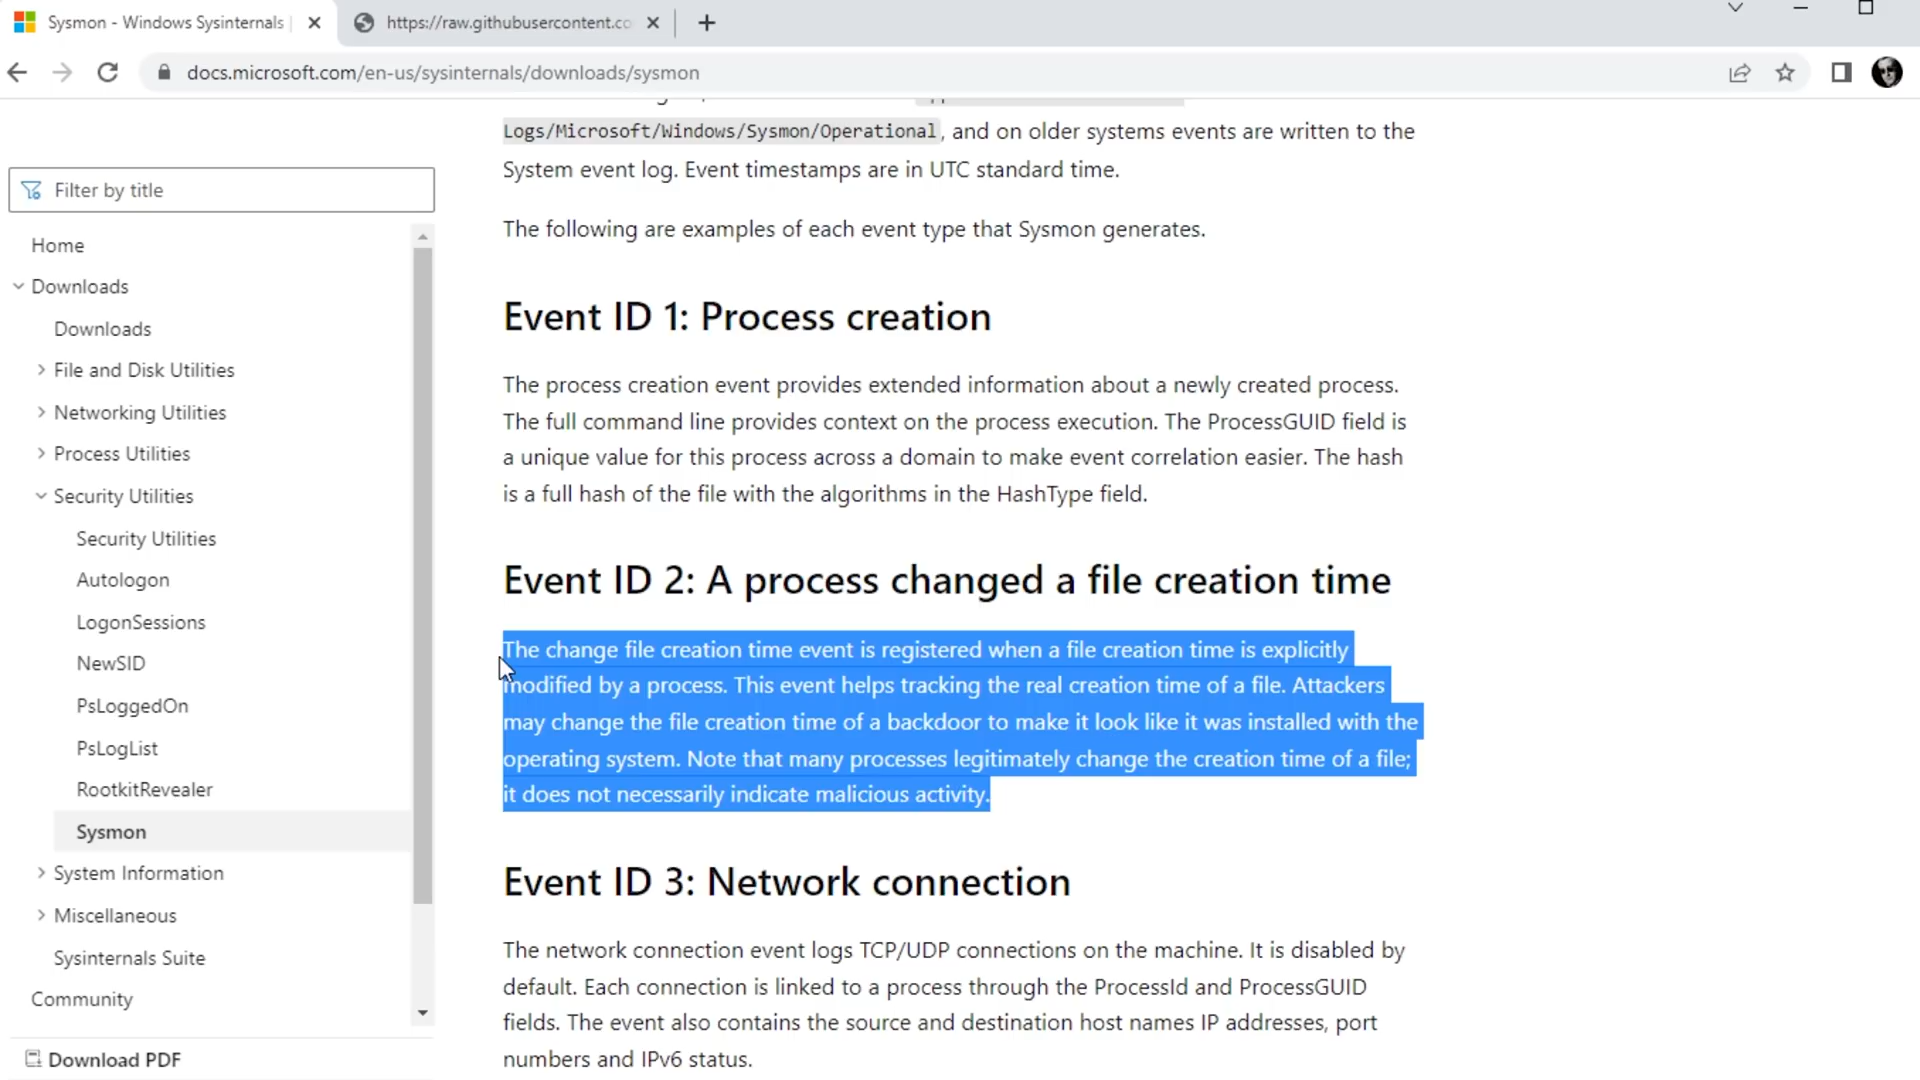 Sysmon - Windows Sysinternals
https://raw.githubusercontent.co
docs.microsoft.com/en-us/sysinternals/downloads/sysmon
Filter by title
Home
Downloads
Downloads
File and Disk Utilities
Networking Utilities
Process Utilities
Security Utilities
Security Utilities
Autologon
LogonSessions
NewSID
PsLoggedOn
PsLogList
RootkitRevealer
Sysmon
System Information
Miscellaneous
Sysinternals Suite
Community
Download PDF
Logs/Microsoft/Windows/Sysmon/Operational, and on older systems events are written to the
System event log. Event timestamps are in UTC standard time.
The following are examples of each event type that Sysmon generates.
Event ID 1: Process creation
The process creation event provides extended information about a newly created process.
The full command line provides context on the process execution. The ProcessGUID field is
a unique value for this process across a domain to make event correlation easier. The hash
is a full hash of the file with the algorithms in the HashType field.
Event ID 2: A process changed a file creation time
The change file creation time event is registered when a file creation time is explicitly
modified by a process. This event helps tracking the real creation time of a file. Attackers
may change the file creation time of a backdoor to make it look like it was installed with the
operating system. Note that many processes legitimately change the creation time of a file;
it does not necessarily indicate malicious activity.
Event ID 3: Network connection
The network connection event logs TCP/UDP connections on the machine. It is disabled by
default. Each connection is linked to a process through the ProcessId and ProcessGUID
fields. The event also contains the source and destination host names IP addresses, port
numbers and IPv6 status.